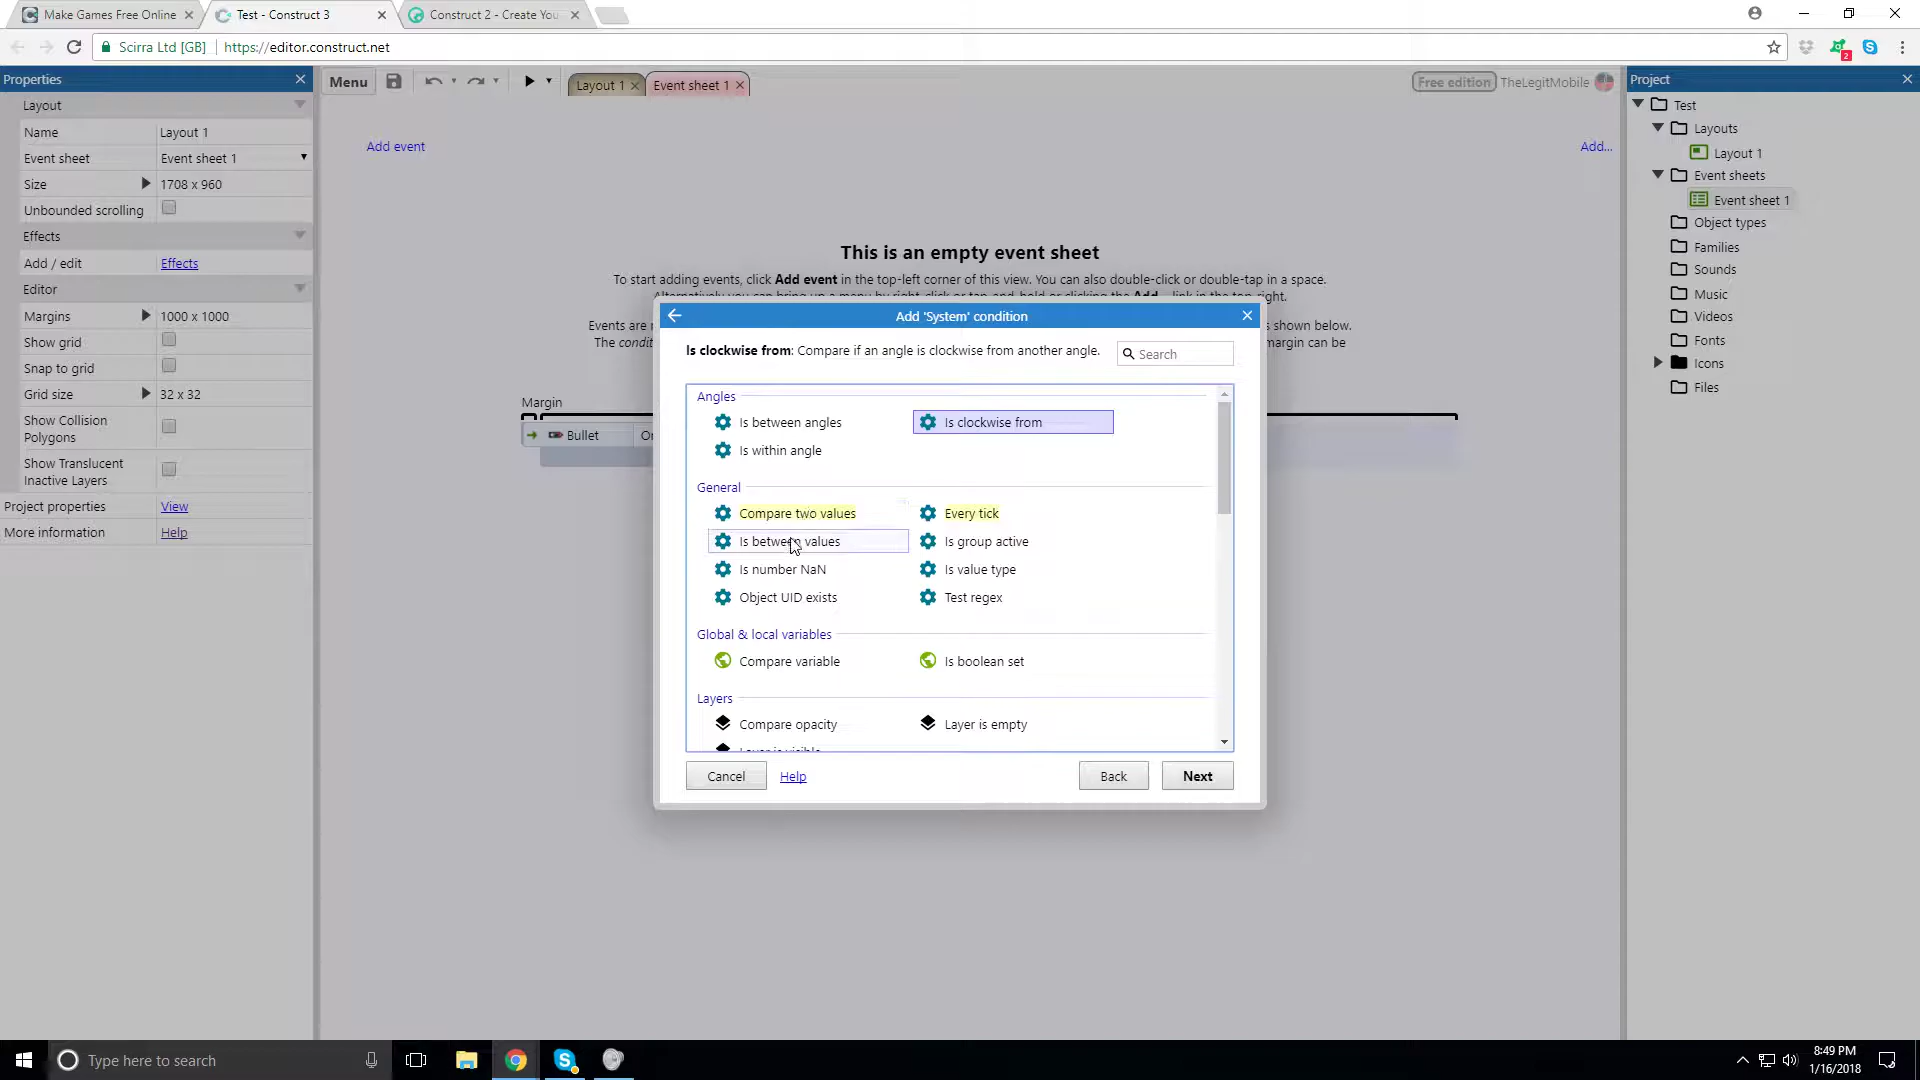 Make Games Free Online
Test - Construct 3
Construct 2 - Create You
Scirra Ltd [GB]
https://editor.construct.net
2
Properties
Menu
Layout 1
Event sheet 1
Free edition
TheLegitMobile
Project
Layout
Name
Layout 1
Event sheet
Event sheet 1
Size
1708 x 960
Unbounded scrolling
Effects
Add / edit
Effects
Editor
Margins
1000 x 1000
Show grid
Snap to grid
Grid size
32 x 32
Show Collision
Polygons
Show Translucent
Inactive Layers
Project properties
View
More information
Help
Add event
Add...
This is an empty event sheet
To start adding events, click Add event in the top-left corner of this view. You can also double-click or double-tap in a space.
Events are
s shown below.
The condi
margin can be
Margin
Bullet
Add 'System' condition
Is clockwise from: Compare if an angle is clockwise from another angle.
Search
Angles
Is between angles
Is clockwise from
Is within angle
General
Compare two values
Every tick
Is between values
Is group active
Is number NaN
Is value type
Object UID exists
Test regex
Global & local variables
Compare variable
Is boolean set
Layers
Compare opacity
Layer is empty
Layer is visible
Cancel
Help
Back
Next
Test
Layouts
Layout 1
Event sheets
Event sheet 1
Object types
Families
Sounds
Music
Videos
Fonts
Icons
Files
Type here to search
8:49 PM
1/16/2018